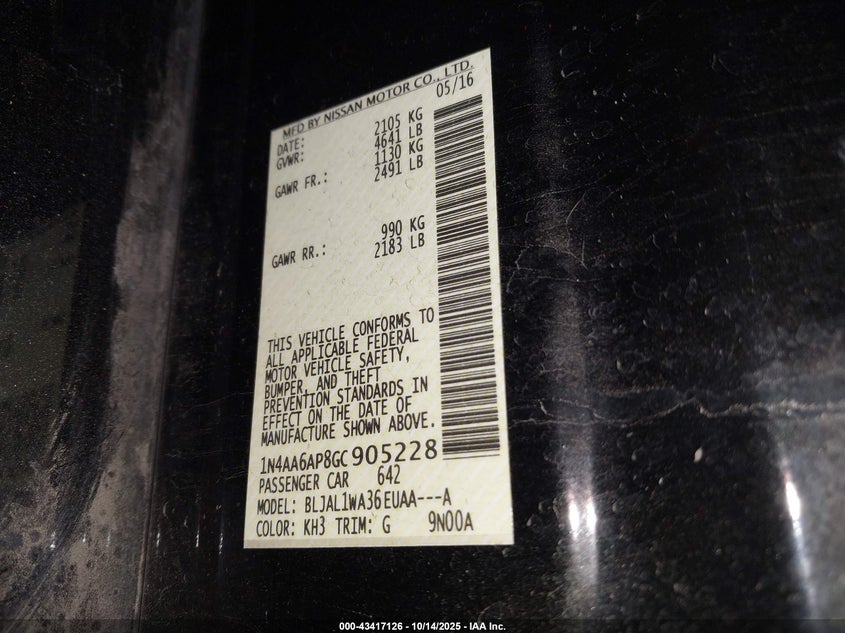 MFD BY NISSAN MOTOR CO., LTD.
DATE: 05/16
GVWR: 2105 KG
4641 LB
GAWR FR.: 1130 KG
2491 LB
GAWR RR.: 990 KG
2183 LB
THIS VEHICLE CONFORMS TO
ALL APPLICABLE FEDERAL
MOTOR VEHICLE SAFETY,
BUMPER, AND THEFT
PREVENTION STANDARDS IN
EFFECT ON THE DATE OF
MANUFACTURE SHOWN ABOVE.
1N4AA6AP8GC905228
PASSENGER CAR 642
MODEL: BLJAL1WA36EUAA---A
COLOR: KH3 TRIM: G 9N00A
000-43417126 - 10/14/2025 - IAA Inc.